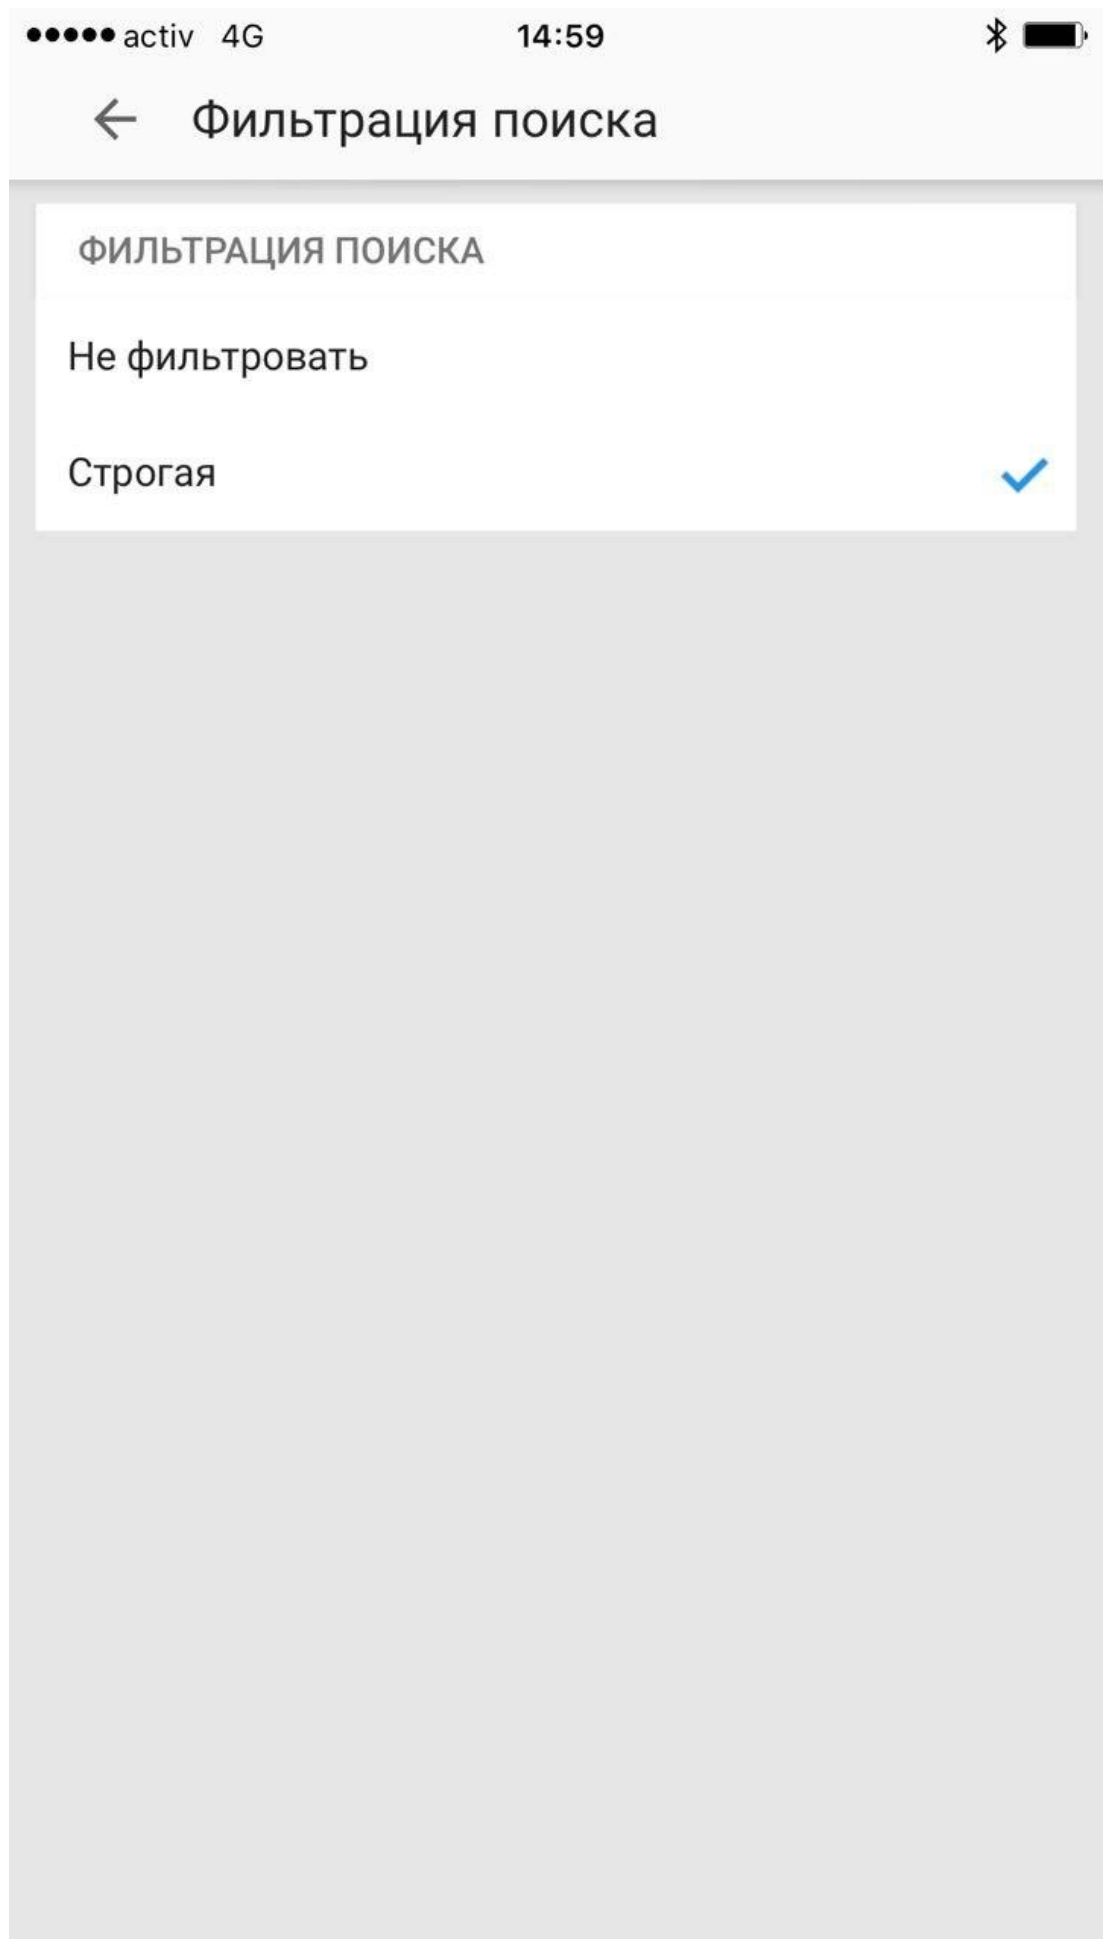 activ 4G 14:59
Фильтрация поиска
ФИЛЬТРАЦИЯ ПОИСКА
Не фильтровать
Строгая